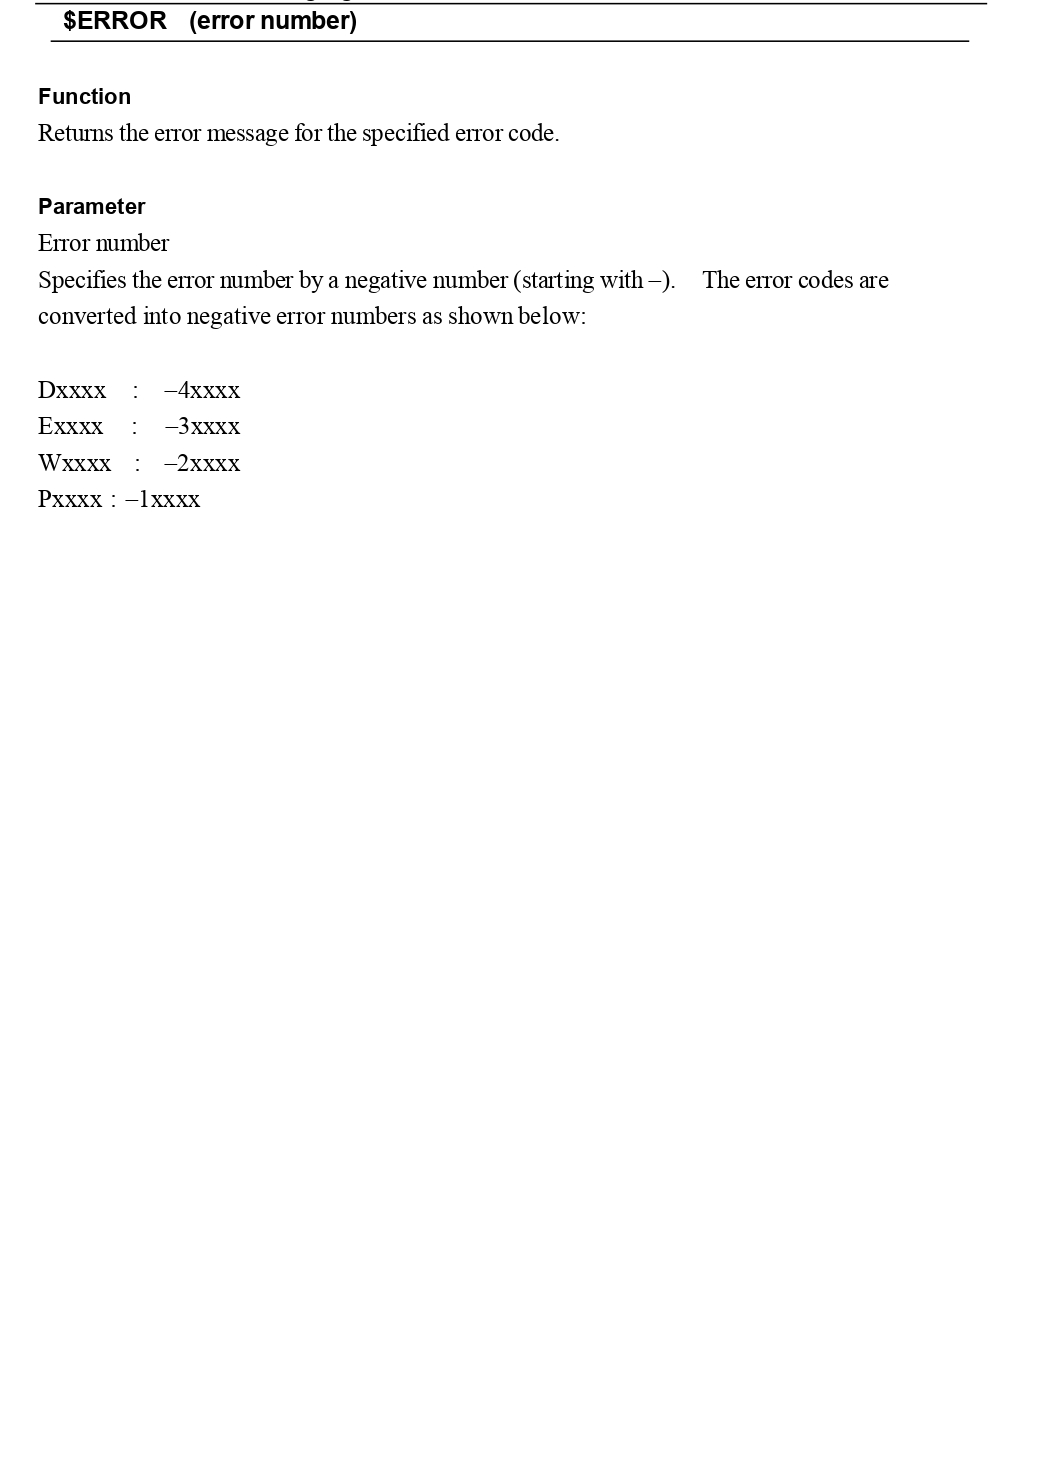 $ERROR (error number)
Function
Returns the error message for the specified error code.
Parameter
Error number
Specifies the error number by a negative number (starting with –). The error codes are
converted into negative error numbers as shown below:
Dxxxx : –4xxxx
Exxxx : –3xxxx
Wxxxx : –2xxxx
Pxxxx : –1xxxx